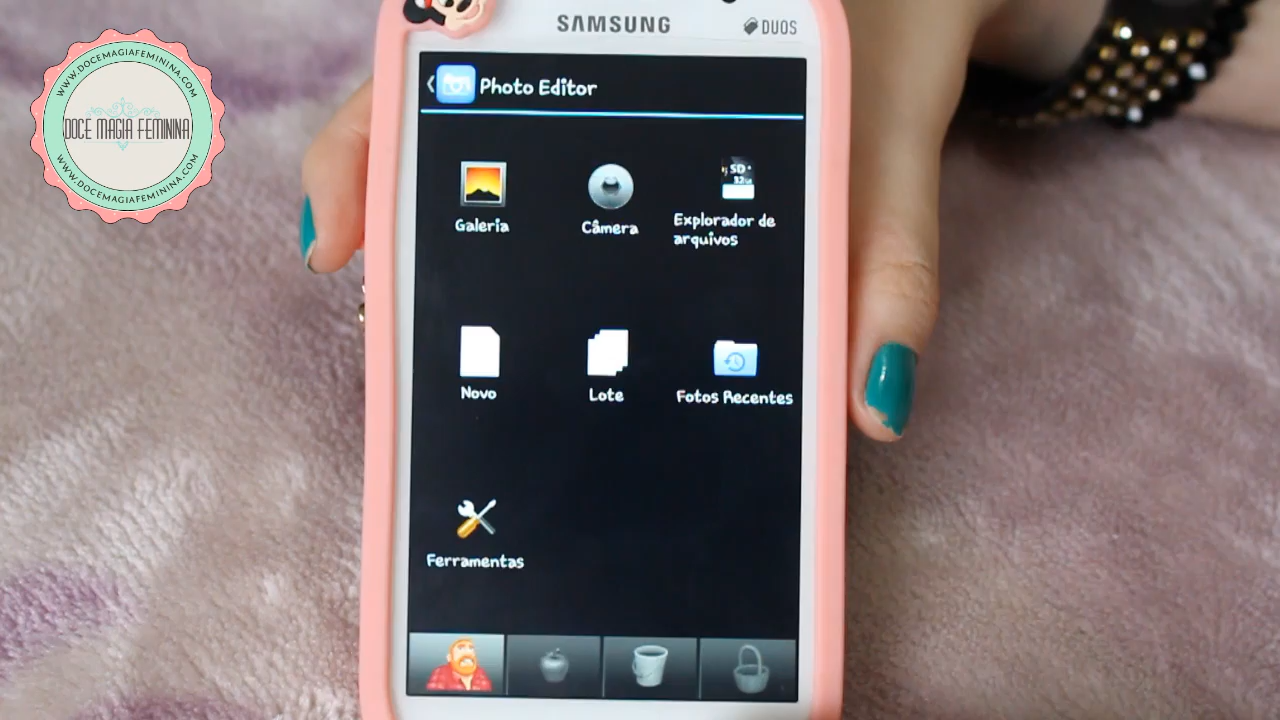 WWW.DOCEMAGIAFEMININA.COM
DOCE MAGIA FEMININA
WWW.DOCEMAGIAFEMININA.COM
SAMSUNG
DUOS
Photo Editor
Galeria
Câmera
SD
Explorador de
arquivos
Novo
Lote
Fotos Recentes
Ferramentas